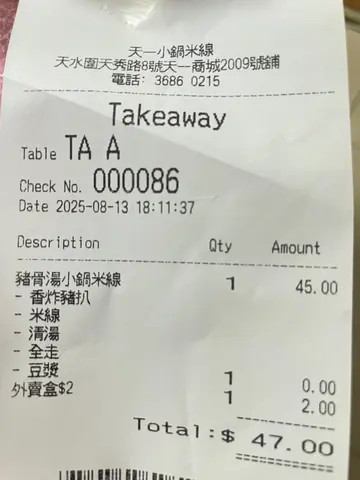 天一小鍋米線
天水圍天秀路8號天一商城2009號鋪
電話: 3686 0215
Takeaway
Table TA A
Check No. 000086
Date 2025-08-13 18:11:37
Description Qty Amount
豬骨湯小鍋米線 1 45.00
- 香炸豬扒
- 米線
- 清湯
- 全走
- 豆漿 1 0.00
外賣盒$2 1 2.00
Total:$ 47.00